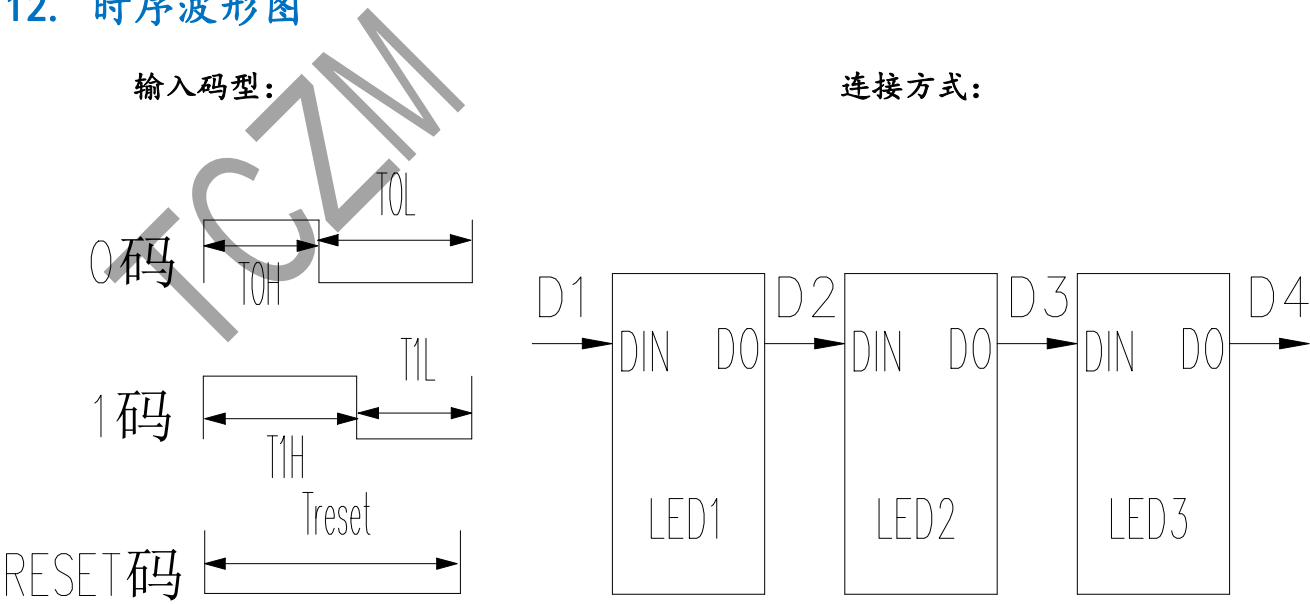 12. 时序波形图
输入码型：
连接方式：
TCZM
0码
T0H
T0L
1码
T1H
T1L
RESET码
Treset
D1
DIN
DO
LED1
D2
DIN
DO
LED2
D3
DIN
DO
LED3
D4